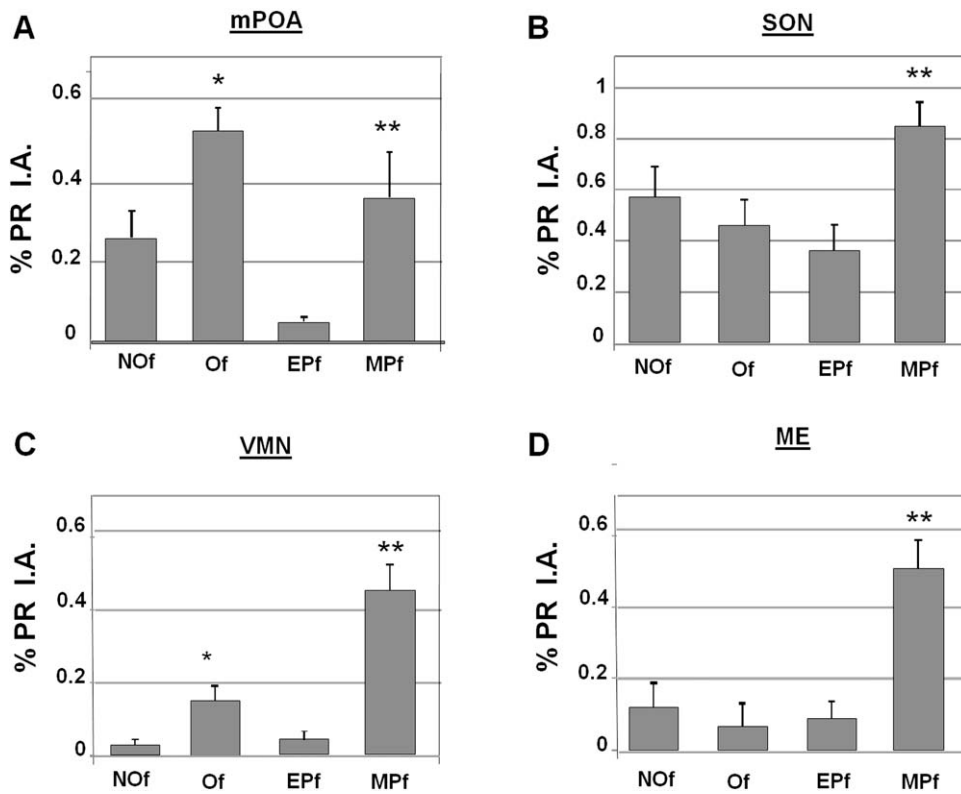 A
mPOA
% PR I.A.
0.6
0.4
0.2
0
*
**
NOf Of EPf MPf
B
SON
% PR I.A.
1
0.8
0.6
0.4
0.2
0
**
NOf Of EPf MPf
C
VMN
% PR I.A.
0.6
0.4
0.2
0
*
**
NOf Of EPf MPf
D
ME
% PR I.A.
0.6
0.4
0.2
0
**
NOf Of EPf MPf